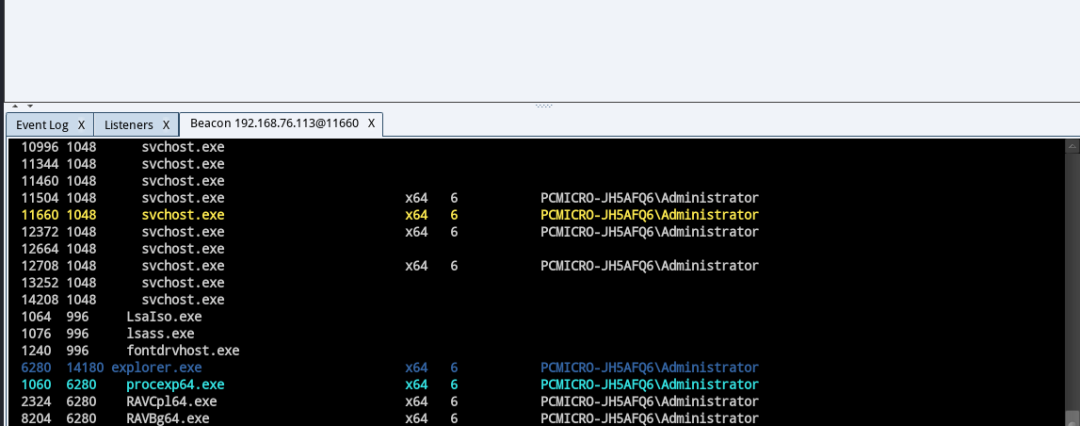 Event Log X Listeners X Beacon 192.168.76.113@11660 X
10996 1048 svchost.exe
11344 1048 svchost.exe
11460 1048 svchost.exe
11504 1048 svchost.exe x64 6 PCMICRO-JH5AFQ6\Administrator
11660 1048 svchost.exe x64 6 PCMICRO-JH5AFQ6\Administrator
12372 1048 svchost.exe x64 6 PCMICRO-JH5AFQ6\Administrator
12664 1048 svchost.exe
12708 1048 svchost.exe x64 6 PCMICRO-JH5AFQ6\Administrator
13252 1048 svchost.exe
14208 1048 svchost.exe
1064 996 LsaIso.exe
1076 996 lsass.exe
1240 996 fontdrvhost.exe
6280 14180 explorer.exe x64 6 PCMICRO-JH5AFQ6\Administrator
1060 6280 procexp64.exe x64 6 PCMICRO-JH5AFQ6\Administrator
2324 6280 RAVCpl64.exe x64 6 PCMICRO-JH5AFQ6\Administrator
8204 6280 RAVBg64.exe x64 6 PCMICRO-JH5AFQ6\Administrator